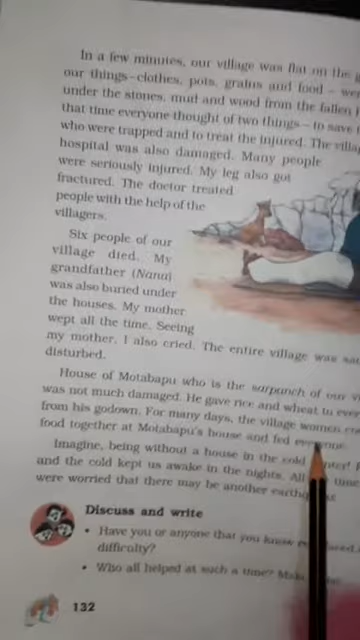 In a few minutes, our village was flat on the
our things–clothes, pots, grains and food – we
under the stones, mud and wood from the fallen
that time everyone thought of two things – to save
who were trapped and to treat the injured. The villa
hospital was also damaged. Many people
were seriously injured. My leg also got
fractured. The doctor treated
people with the help of the
villagers.
Six people of our
village died. My
grandfather (Nana)
was also buried under
the houses. My mother
wept all the time. Seeing
my mother, I also cried. The entire village was sa
disturbed.
House of Motabapu who is the sarpanch of our v
was not much damaged. He gave rice and wheat to ever
from his godown. For many days, the village women
food together at Motabapu's house and fed everyone.
Imagine, being without a house in the cold
and the cold kept us awake in the nights. All time
were worried that there may be another earthq
Discuss and write
• Have you or anyone that you know
difficulty?
• Who all helped at such a time?
132